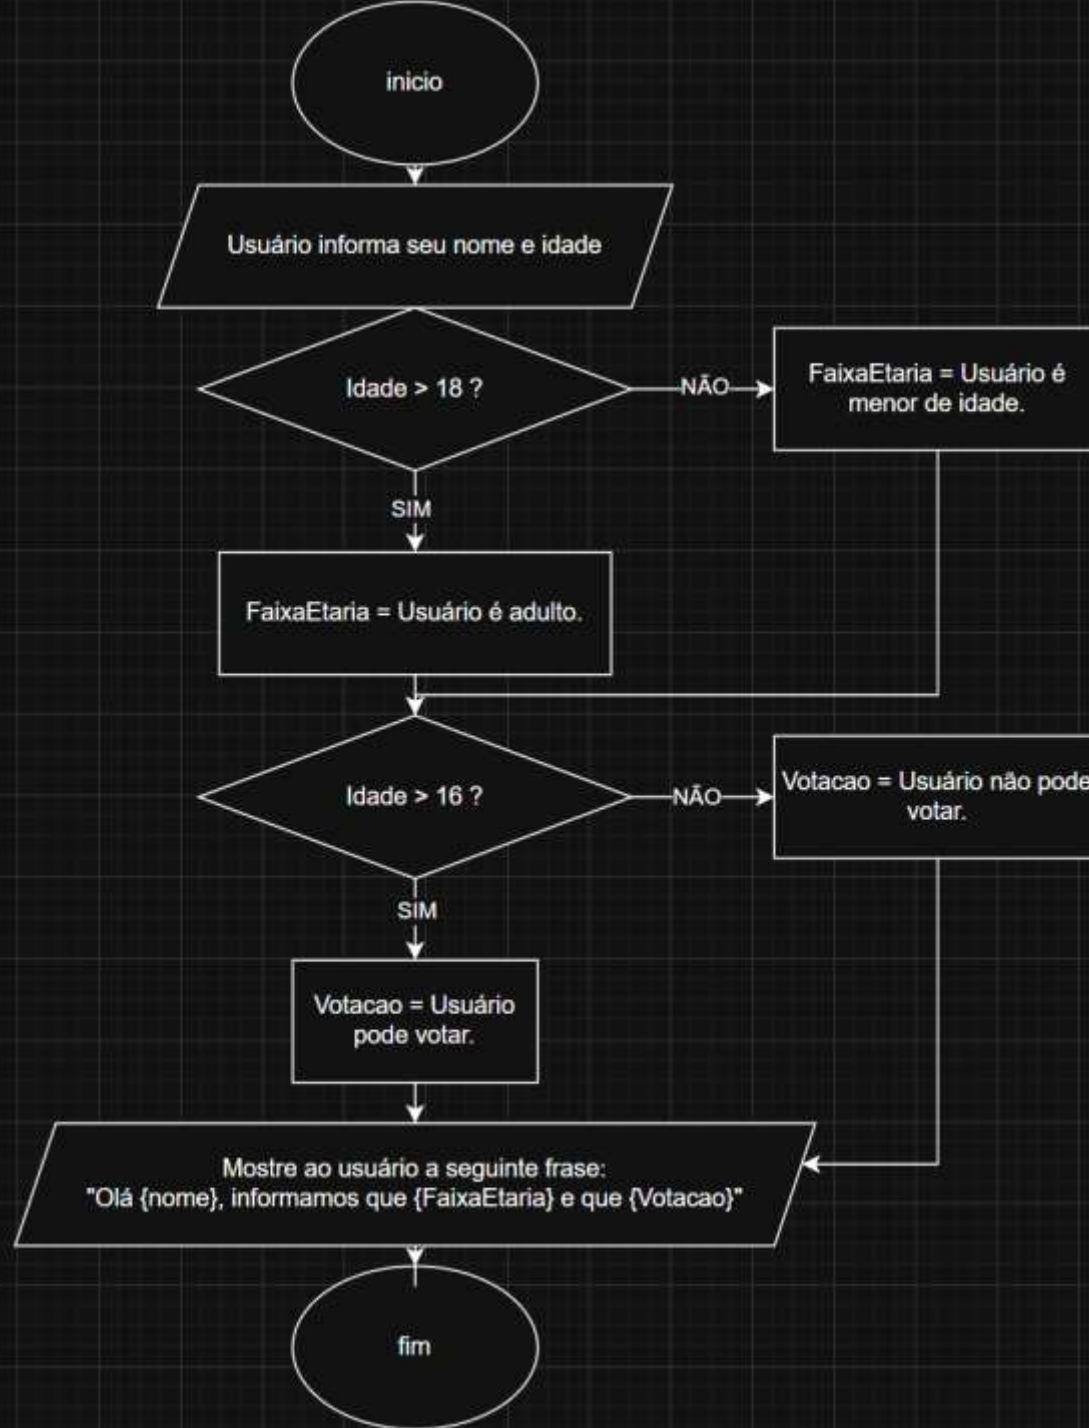 inicio
Usuário informa seu nome e idade
Idade > 18 ?
NÃO
FaixaEtaria = Usuário é
menor de idade.
SIM
FaixaEtaria = Usuário é adulto.
Idade > 16 ?
NÃO
Votacao = Usuário não pode
votar.
SIM
Votacao = Usuário
pode votar.
Mostre ao usuário a seguinte frase:
"Olá {nome}, informamos que {FaixaEtaria} e que {Votacao}"
fim